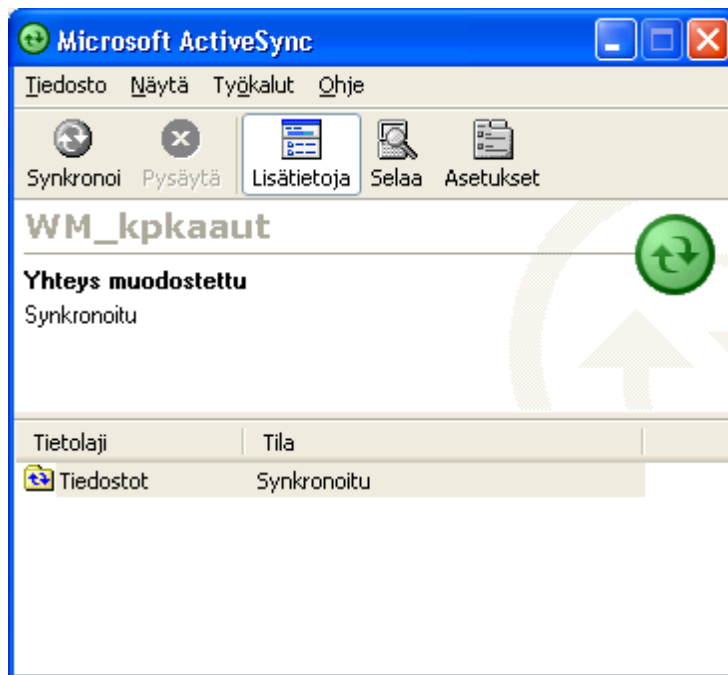 Microsoft ActiveSync
Tiedosto Näytä Työkalut Ohje
Synkronoi Pysäytä Lisätietoja Selaa Asetukset
WM_kpkaaut
Yhteys muodostettu
Synkronoitu
Tietolaji Tila
Tiedostot Synkronoitu